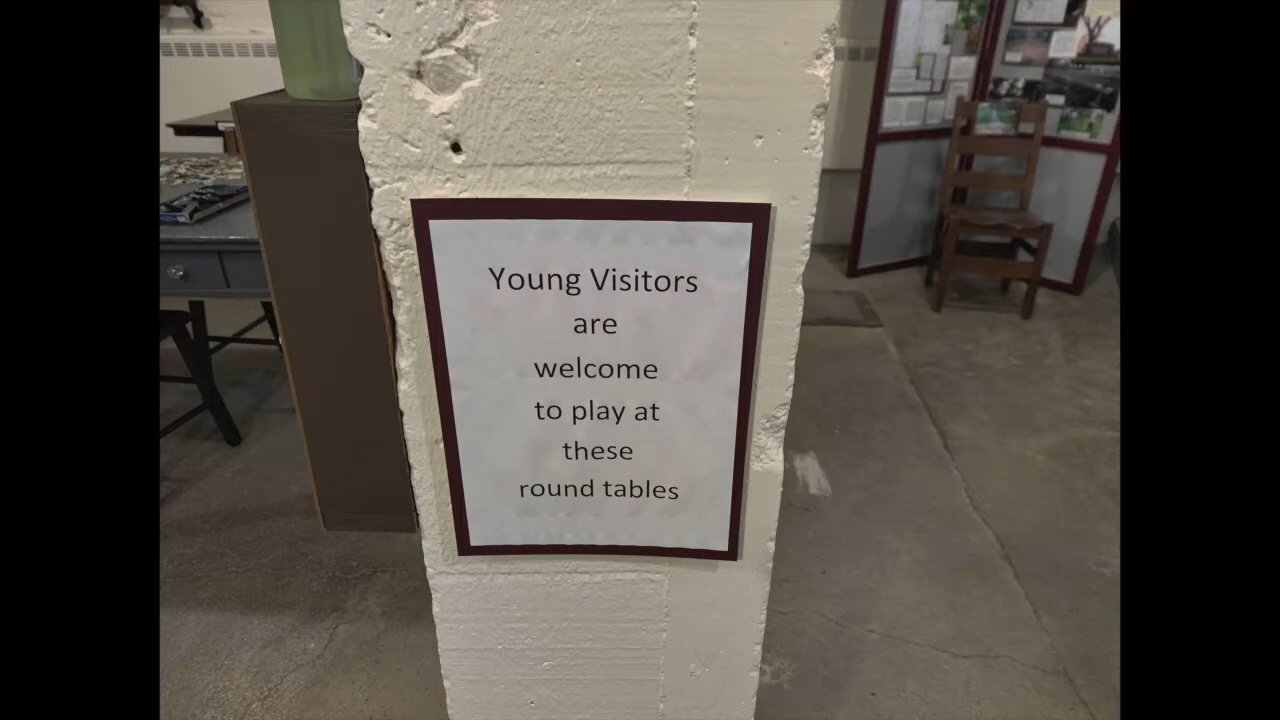 Young Visitors
are
welcome
to play at
these
round tables